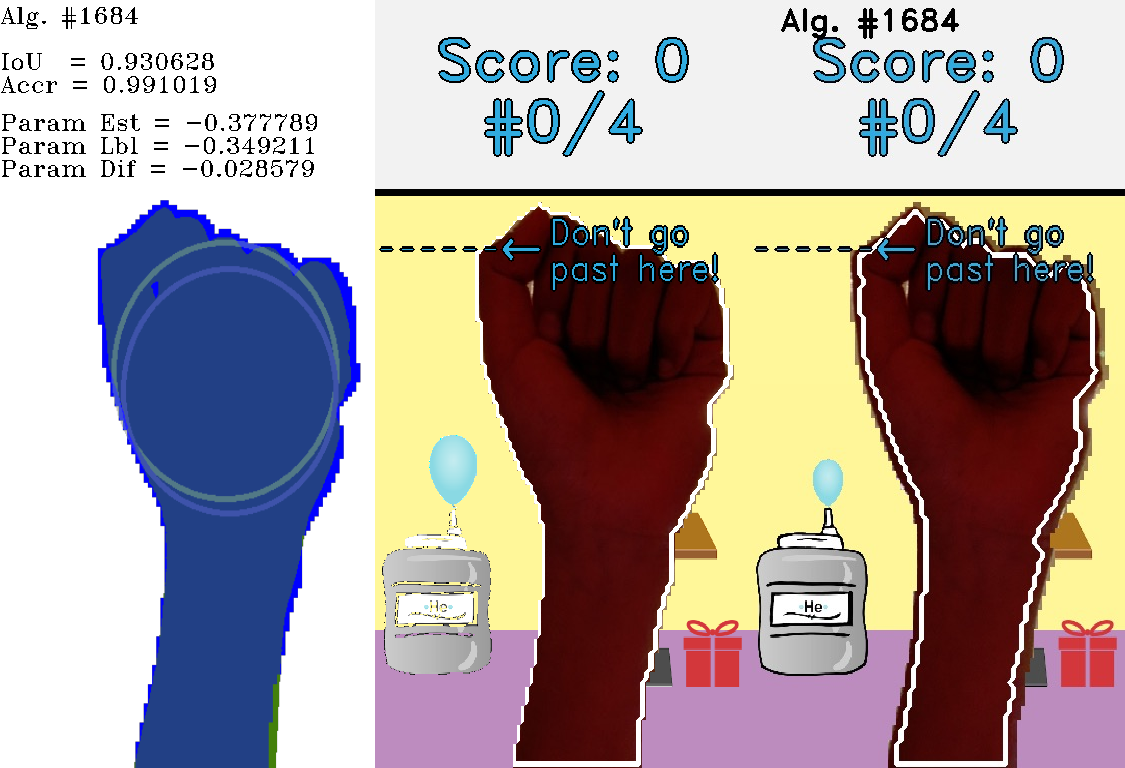 Alg. #1684
IoU = 0.930628
Accr = 0.991019
Param Est = −0.377789
Param Lbl = −0.349211
Param Dif = −0.028579
Score: 0
#0/4
← Don't go
past here!
He
Alg. #1684
Score: 0
#0/4
← Don't go
past here!
He